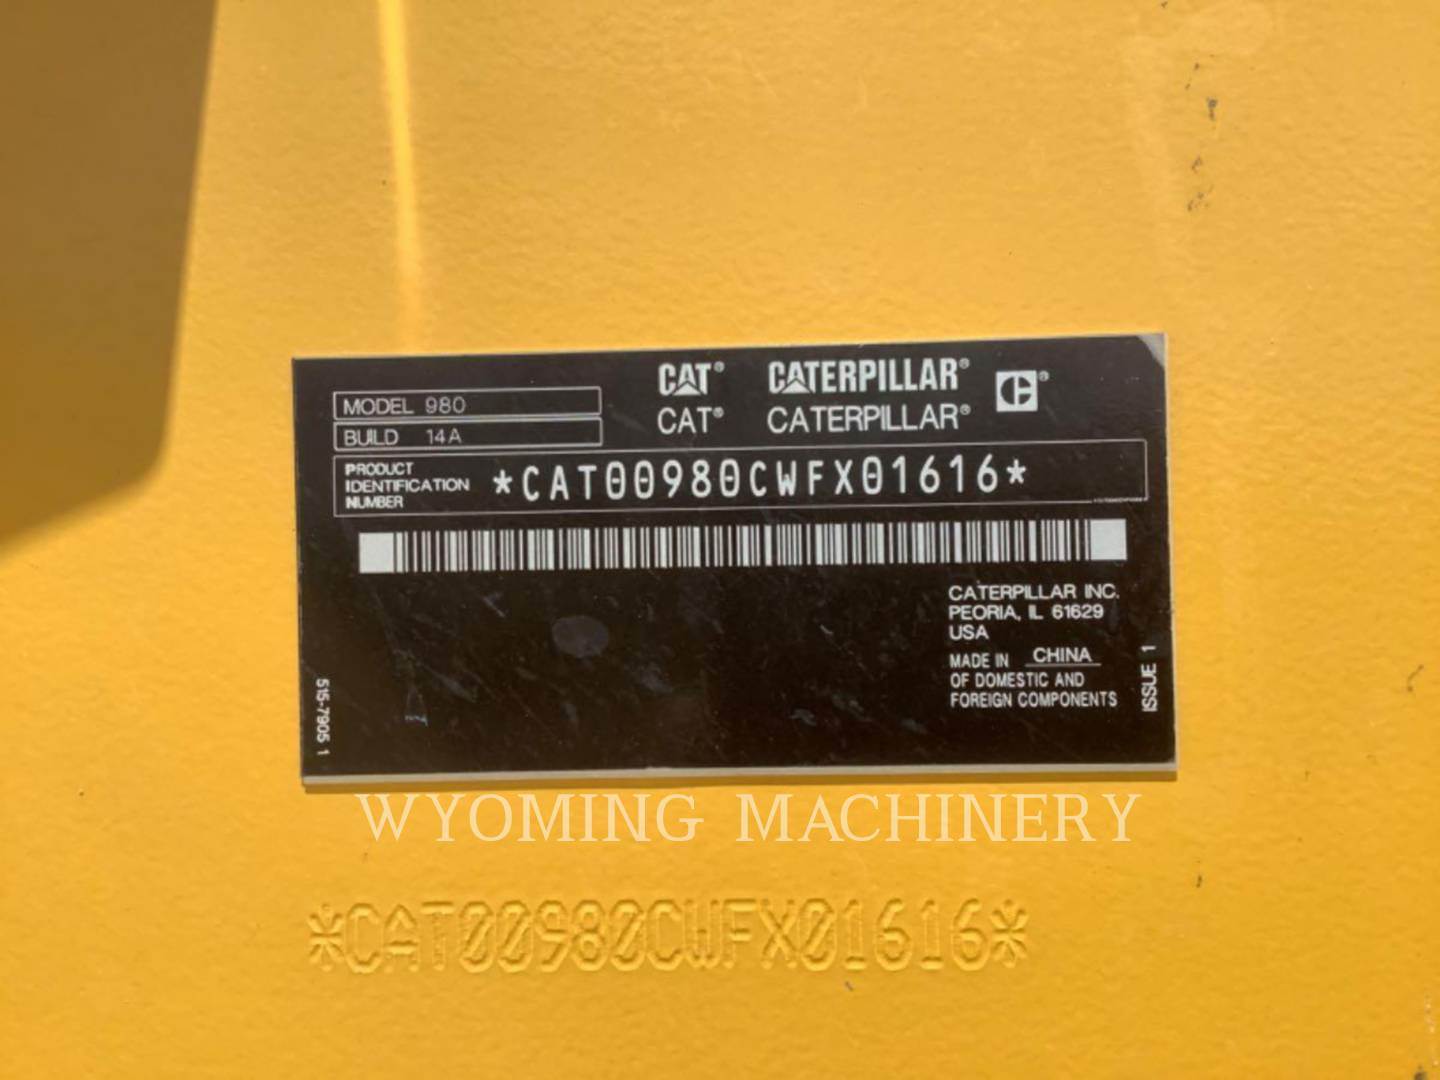 CAT® CATERPILLAR®
CAT® CATERPILLAR®
MODEL 980
BUILD 14A
PRODUCT
IDENTIFICATION
NUMBER
*CAT00980CWFX01616*
CATERPILLAR INC.
PEORIA, IL 61629
USA
MADE IN CHINA
OF DOMESTIC AND
FOREIGN COMPONENTS
ISSUE 1
515-7905 1
WYOMING MACHINERY
*CAT00980CWFX01616*